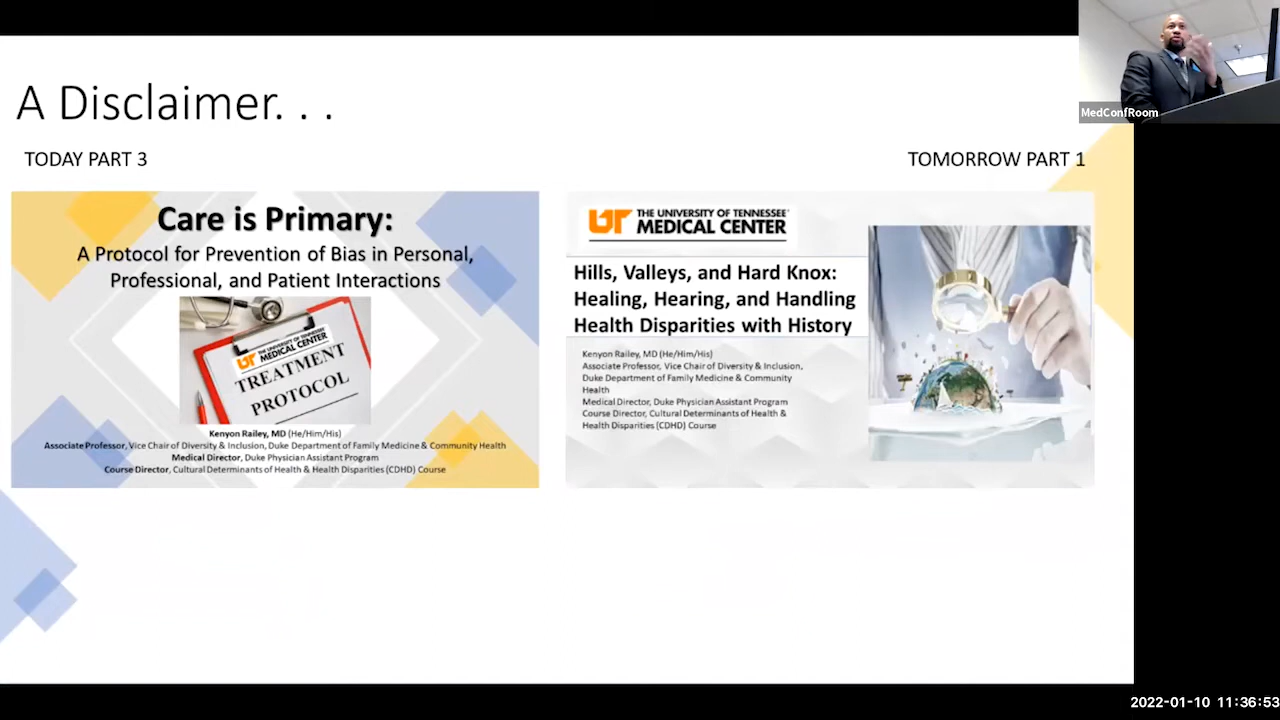 A Disclaimer. . .
MedConfRoom
TODAY PART 3
TOMORROW PART 1
Care is Primary:
A Protocol for Prevention of Bias in Personal,
Professional, and Patient Interactions
UT THE UNIVERSITY OF TENNESSEE
MEDICAL CENTER
TREATMENT
PROTOCOL
Kenyon Railey, MD (He/Him/His)
Associate Professor, Vice Chair of Diversity & Inclusion, Duke Department of Family Medicine & Community Health
Medical Director, Duke Physician Assistant Program
Course Director, Cultural Determinants of Health & Health Disparities (CDHD) Course
UT THE UNIVERSITY OF TENNESSEE
MEDICAL CENTER
Hills, Valleys, and Hard Knox:
Healing, Hearing, and Handling
Health Disparities with History
Kenyon Railey, MD (He/Him/His)
Associate Professor, Vice Chair of Diversity & Inclusion,
Duke Department of Family Medicine & Community
Health
Medical Director, Duke Physician Assistant Program
Course Director, Cultural Determinants of Health &
Health Disparities (CDHD) Course
2022-01-10 11:36:53